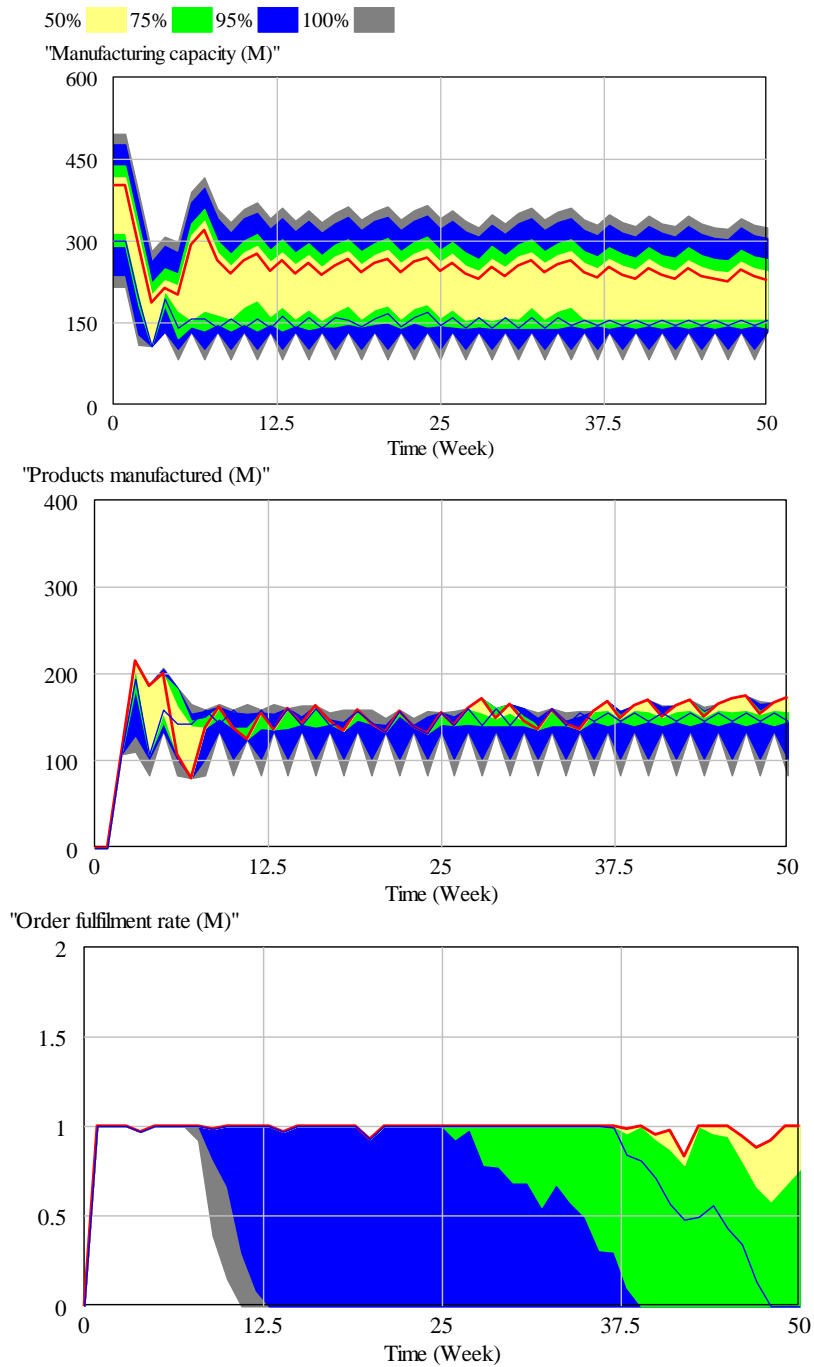 50% 75% 95% 100%
"Manufacturing capacity (M)"
600
450
300
150
0
0 12.5 25 37.5 50
Time (Week)
"Products manufactured (M)"
400
300
200
100
0
0 12.5 25 37.5 50
Time (Week)
"Order fulfilment rate (M)"
2
1.5
1
0.5
0
0 12.5 25 37.5 50
Time (Week)